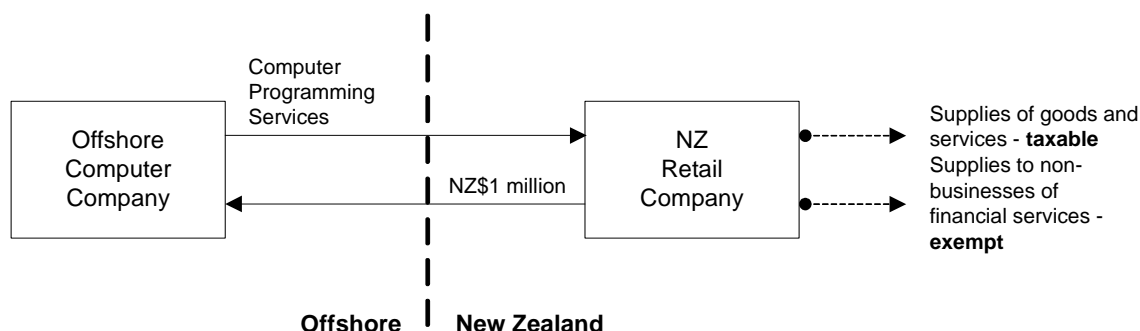 Computer
Programming
Services
Offshore
Computer
Company
NZ$1 million
NZ
Retail
Company
Supplies of goods and
services - taxable
Supplies to non-
businesses of
financial services -
exempt
Offshore
New Zealand